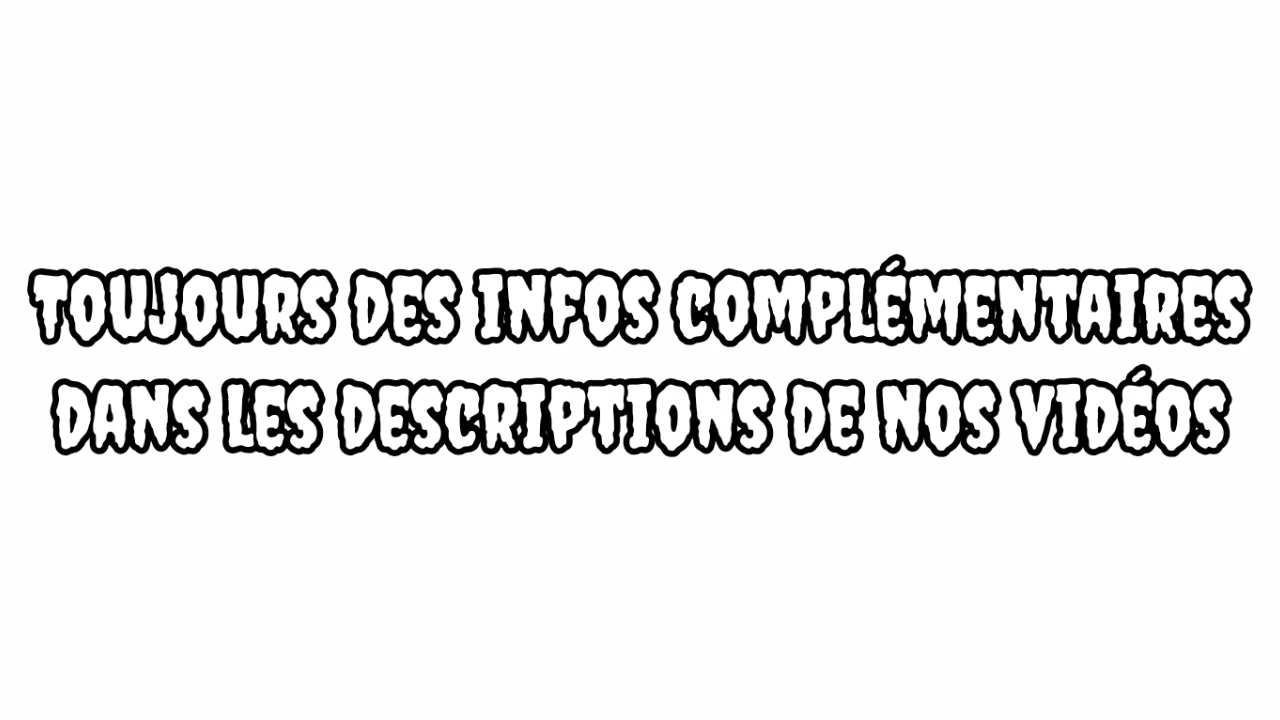 TOUJOURS DES INFOS COMPLÉMENTAIRES
DANS LES DESCRIPTIONS DE NOS VIDÉOS